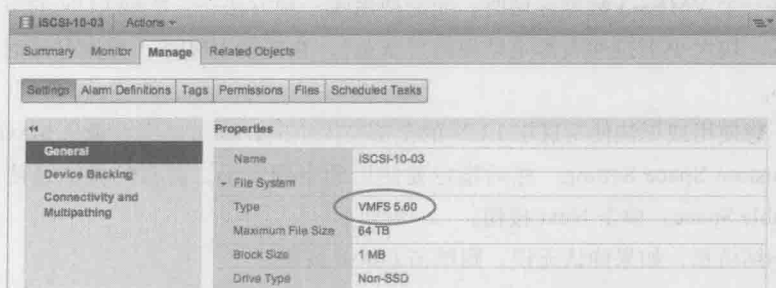 iSCSI-10-03 Actions
Summary Monitor Manage Related Objects
Settings Alarm Definitions Tags Permissions Files Scheduled Tasks
General
Device Backing
Connectivity and
Multipathing
Properties
Name iSCSI-10-03
File System
Type VMFS 5.60
Maximum File Size 64 TB
Block Size 1 MB
Drive Type Non-SSD